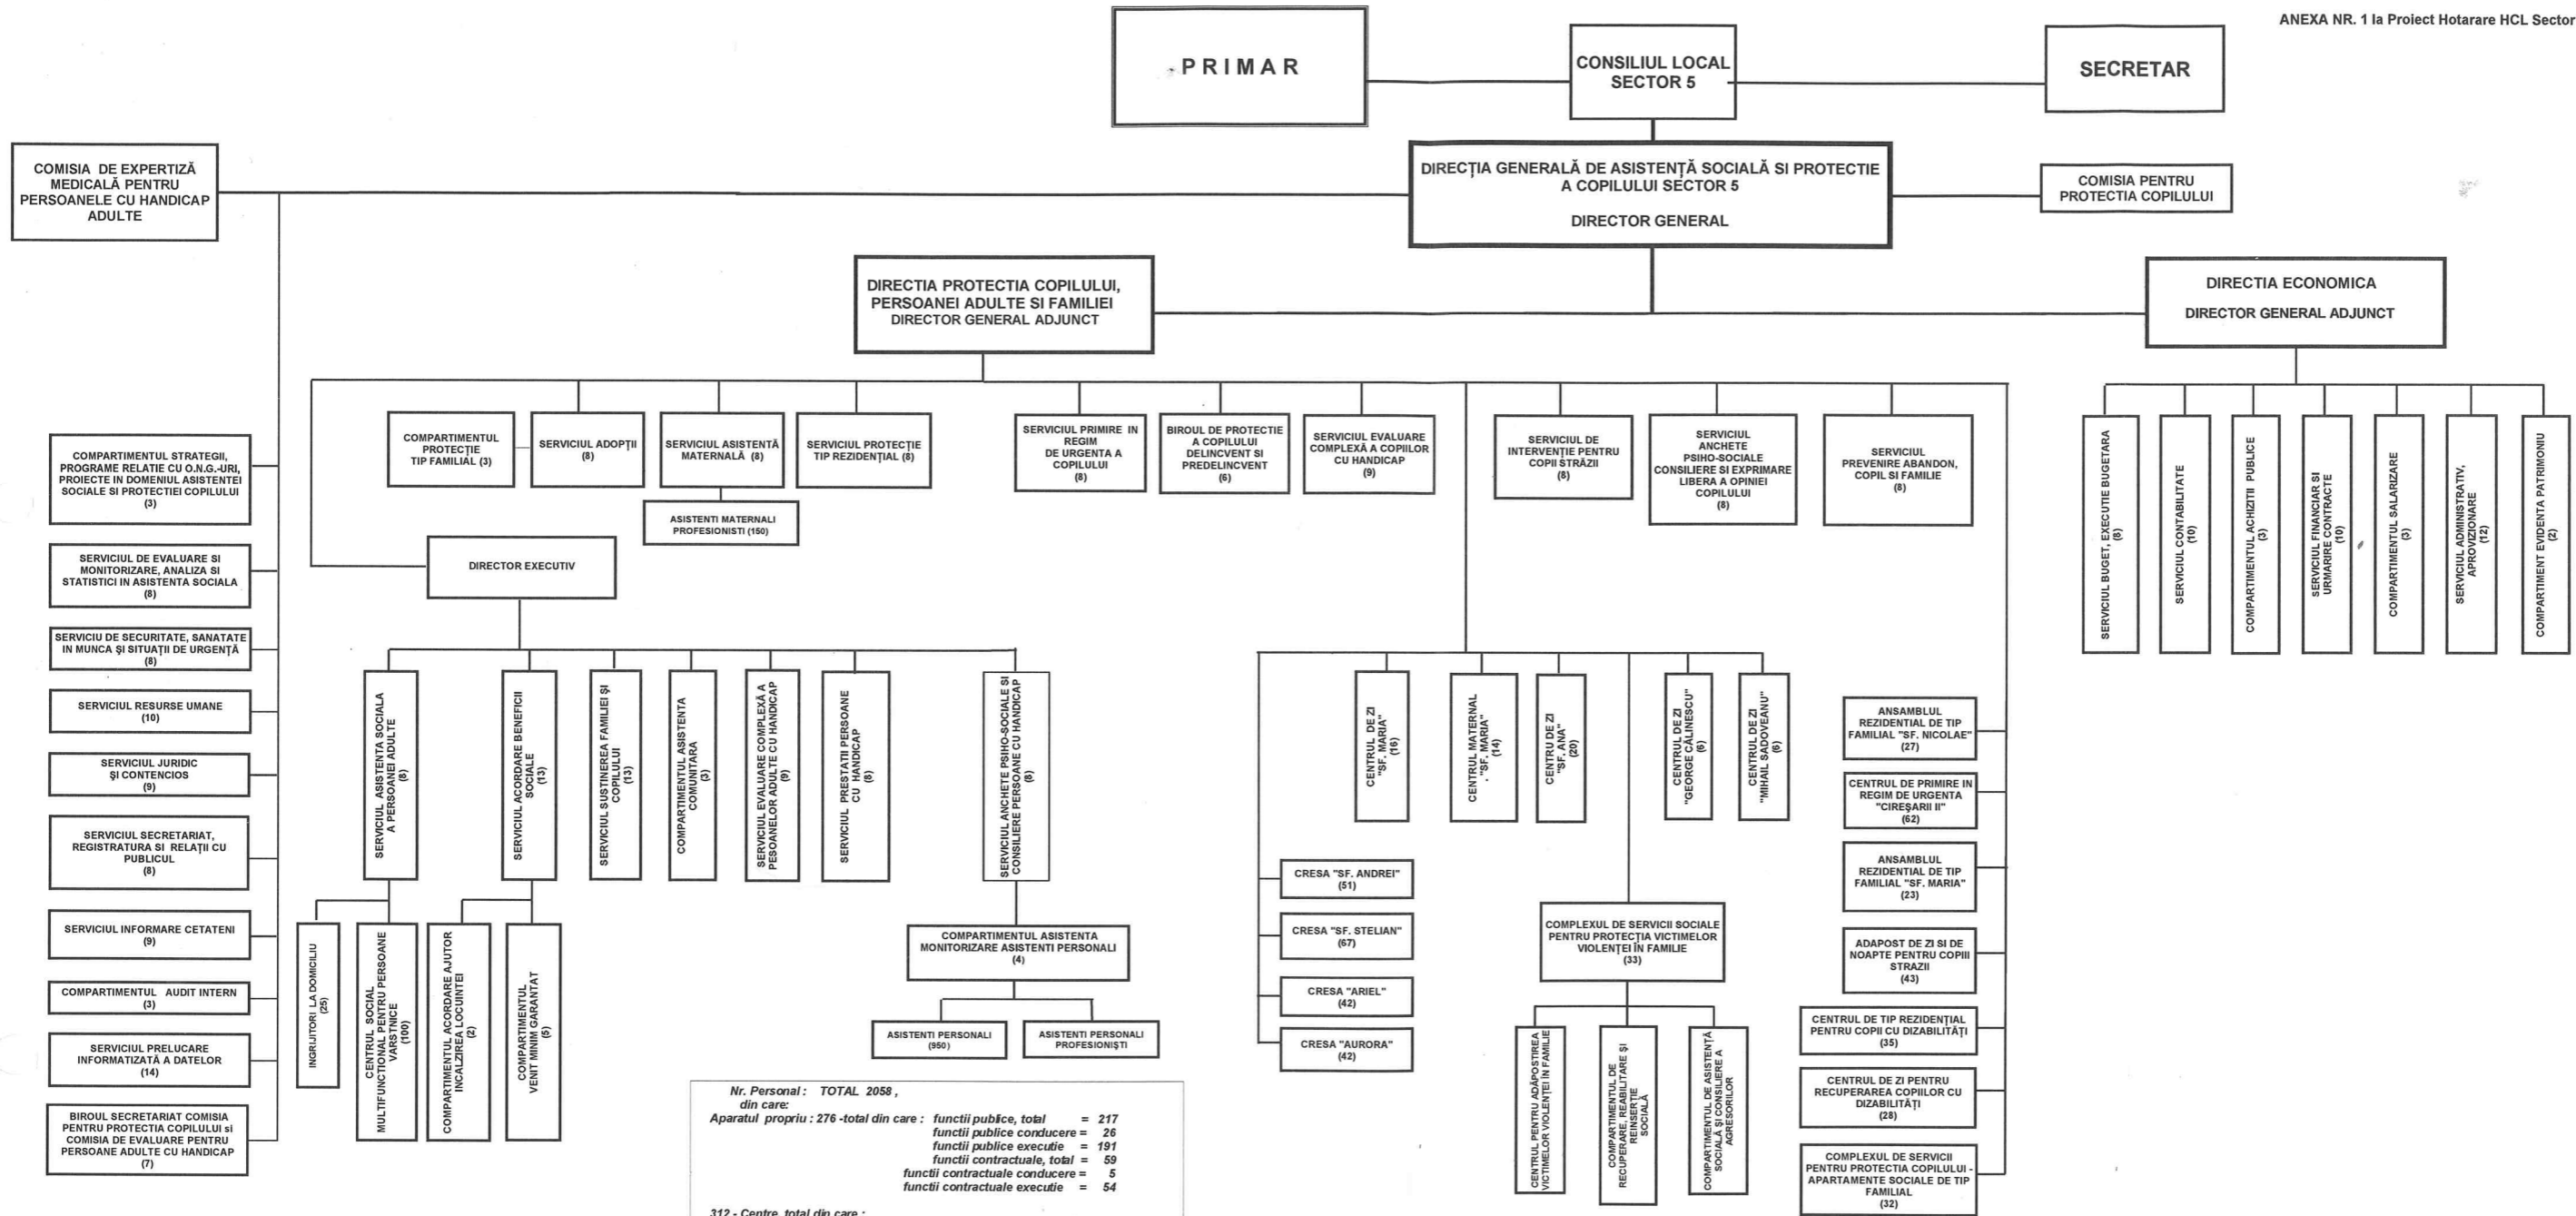 ANEXA NR. 1 la Proiect Hotarare HCL Sector
PRIMAR
CONSILIUL LOCAL
SECTOR 5
SECRETAR
COMISIA DE EXPERTIZĂ
MEDICALĂ PENTRU
PERSOANELE CU HANDICAP
ADULTE
DIRECȚIA GENERALĂ DE ASISTENȚĂ SOCIALĂ SI PROTECTIE
A COPILULUI SECTOR 5
DIRECTOR GENERAL
COMISIA PENTRU
PROTECTIA COPILULUI
DIRECTIA PROTECTIA COPILULUI,
PERSOANEI ADULTE SI FAMILIEI
DIRECTOR GENERAL ADJUNCT
DIRECTIA ECONOMICA
DIRECTOR GENERAL ADJUNCT
COMPARTIMENTUL STRATEGII,
PROGRAME RELATIE CU O.N.G.-URI,
PROIECTE IN DOMENIUL ASISTENTEI
SOCIALE SI PROTECTIEI COPILULUI
(3)
SERVICIUL DE EVALUARE SI
MONITORIZARE, ANALIZA SI
STATISTICI IN ASISTENTA SOCIALA
(8)
SERVICIU DE SECURITATE, SANATATE
IN MUNCA ŞI SITUAȚII DE URGENȚĂ
(8)
SERVICIUL RESURSE UMANE
(10)
SERVICIUL JURIDIC
ŞI CONTENCIOS
(9)
SERVICIUL SECRETARIAT,
REGISTRATURA SI RELAȚII CU
PUBLICUL
(8)
SERVICIUL INFORMARE CETATENI
(9)
COMPARTIMENTUL AUDIT INTERN
(3)
SERVICIUL PRELUCARE
INFORMATIZATĂ A DATELOR
(14)
BIROUL SECRETARIAT COMISIA
PENTRU PROTECTIA COPILULUI si
COMISIA DE EVALUARE PENTRU
PERSOANE ADULTE CU HANDICAP
(7)
COMPARTIMENTUL
PROTECȚIE
TIP FAMILIAL (3)
SERVICIUL ADOPȚII
(8)
SERVICIUL ASISTENTĂ
MATERNALĂ (8)
SERVICIUL PROTECȚIE
TIP REZIDENȚIAL (8)
ASISTENTI MATERNALI
PROFESIONISTI (150)
SERVICIUL PRIMIRE IN
REGIM
DE URGENTA A
COPILULUI
(8)
BIROUL DE PROTECTIE
A COPILULUI
DELINCVENT SI
PREDELINCVENT
(6)
SERVICIUL EVALUARE
COMPLEXĂ A COPIILOR
CU HANDICAP
(9)
SERVICIUL DE
INTERVENȚIE PENTRU
COPII STRĂZII
(8)
SERVICIUL
ANCHETE
PSIHO-SOCIALE
CONSILIERE SI EXPRIMARE
LIBERA A OPINIEI
COPILULUI
(8)
SERVICIUL
PREVENIRE ABANDON,
COPIL SI FAMILIE
(8)
SERVICIUL BUGET, EXECUTIE BUGETARA
(8)
SERVICIUL CONTABILITATE
(10)
COMPARTIMENTUL ACHIZITII PUBLICE
(3)
SERVICIUL FINANCIAR SI
URMARIRE CONTRACTE
(10)
COMPARTIMENTUL SALARIZARE
(3)
SERVICIUL ADMINISTRATIV,
APROVIZIONARE
(12)
COMPARTIMENT EVIDENTA PATRIMONIU
(2)
DIRECTOR EXECUTIV
SERVICIUL ASISTENTA SOCIALA
A PERSOANEI ADULTE
(8)
SERVICIUL ACORDARE BENEFICII
SOCIALE
(13)
SERVICIUL SUSTINEREA FAMILIEI ŞI
COPILULUI
(13)
COMPARTIMENTUL ASISTENTA
COMUNITARA
(3)
SERVICIUL EVALUARE COMPLEXĂ A
PESOANELOR ADULTE CU HANDICAP
(9)
SERVICIUL PRESTATII PERSOANE
CU HANDICAP
(8)
SERVICIUL ANCHETE PSIHO-SOCIALE SI
CONSILIERE PERSOANE CU HANDICAP
(8)
INGRIJITORI LA DOMICILIU
(25)
CENTRUL SOCIAL
MULTIFUNCTIONAL PENTRU PERSOANE
VARSTNICE
(100)
COMPARTIMENTUL ACORDARE AJUTOR
INCALZIREA LOCUINTEI
(2)
COMPARTIMENTUL
VENIT MINIM GARANTAT
(5)
COMPARTIMENTUL ASISTENTA
MONITORIZARE ASISTENTI PERSONALI
(4)
ASISTENTI PERSONALI
(950)
ASISTENTI PERSONALI
PROFESIONIȘTI
CENTRUL DE ZI
"SF. MARIA"
(16)
CENTRUL MATERNAL
"SF. MARIA"
(14)
CENTRU DE ZI
"SF. ANA"
(20)
CENTRUL DE ZI
"GEORGE CĂLINESCU"
(6)
CENTRUL DE ZI
"MIHAIL SADOVEANU"
(6)
CRESA "SF. ANDREI"
(51)
CRESA "SF. STELIAN"
(67)
CRESA "ARIEL"
(42)
CRESA "AURORA"
(42)
COMPLEXUL DE SERVICII SOCIALE
PENTRU PROTECȚIA VICTIMELOR
VIOLENȚEI ÎN FAMILIE
(33)
CENTRUL PENTRU ADĂPOSTIREA
VICTIMELOR VIOLENȚEI ÎN FAMILIE
COMPARTIMENTUL DE
RECUPERARE, REABILITARE ŞI
REINSERȚIE
SOCIALĂ
COMPARTIMENTUL DE ASISTENȚĂ
SOCIALĂ ŞI CONSILIERE A
AGRESORILOR
ANSAMBLUL
REZIDENTIAL DE TIP
FAMILIAL "SF. NICOLAE"
(27)
CENTRUL DE PRIMIRE IN
REGIM DE URGENTA
"CIREŞARII II"
(62)
ANSAMBLUL
REZIDENTIAL DE TIP
FAMILIAL "SF. MARIA"
(23)
ADAPOST DE ZI SI DE
NOAPTE PENTRU COPIII
STRAZII
(43)
CENTRUL DE TIP REZIDENȚIAL
PENTRU COPII CU DIZABILITĂȚI
(35)
CENTRUL DE ZI PENTRU
RECUPERAREA COPIILOR CU
DIZABILITĂȚI
(28)
COMPLEXUL DE SERVICII
PENTRU PROTECTIA COPILULUI -
APARTAMENTE SOCIALE DE TIP
FAMILIAL
(32)
Nr. Personal : TOTAL 2058 ,
din care:
Aparatul propriu : 276 -total din care : functii publice, total = 217
functii publice conducere = 26
functii publice executie = 191
functii contractuale, total = 59
functii contractuale conducere = 5
functii contractuale executie = 54
312 - Centre, total din care :